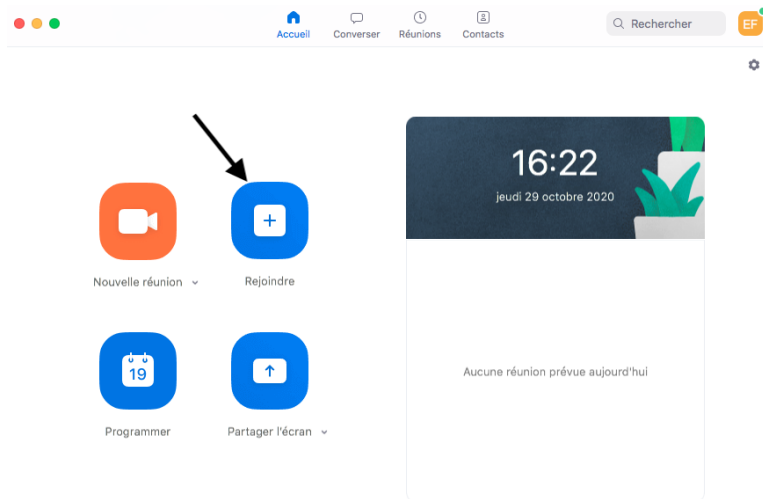 Accueil
Converser
Réunions
Contacts
Rechercher
EF
16:22
jeudi 29 octobre 2020
Nouvelle réunion
Rejoindre
19
Programmer
Partager l'écran
Aucune réunion prévue aujourd'hui